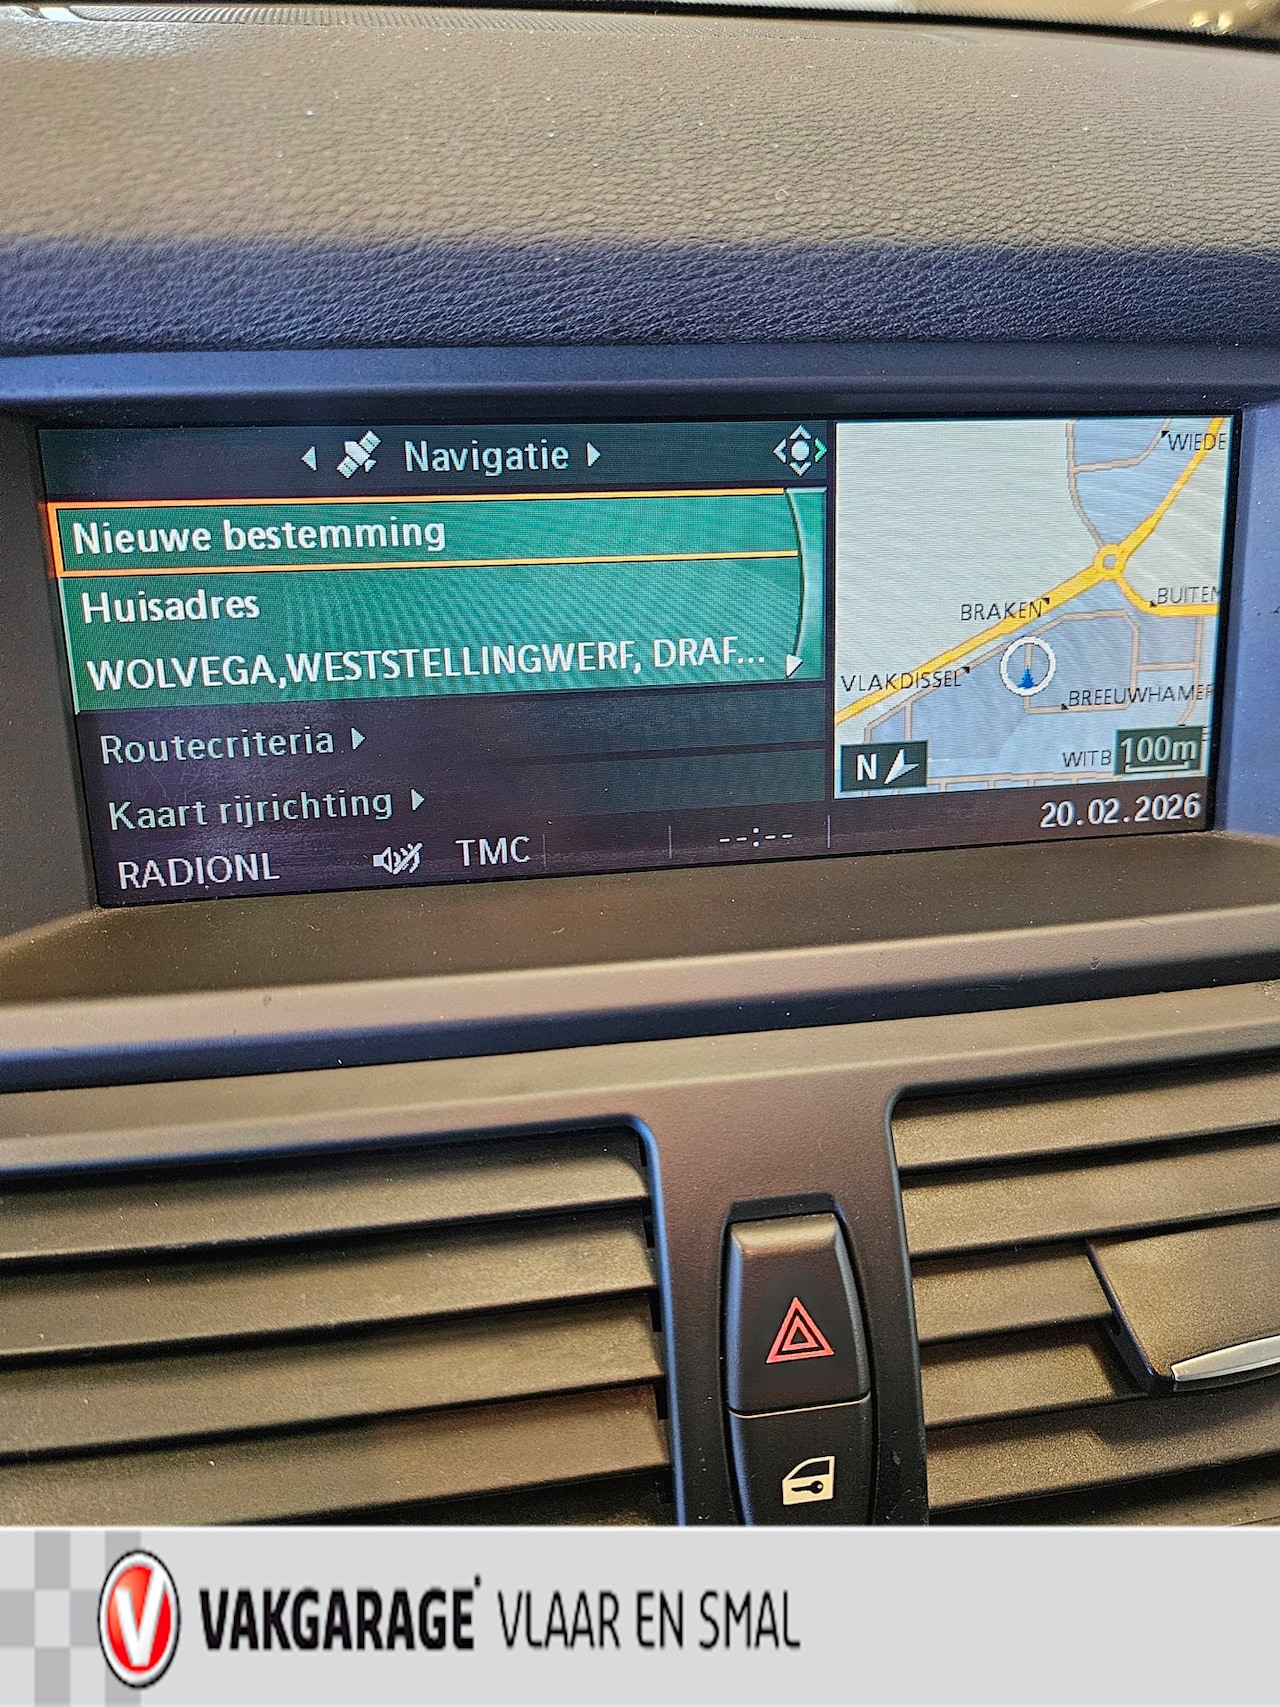 Navigatie
Nieuwe bestemming
Huisadres
WOLVEGA,WESTSTELLINGWERF, DRAF...
Routecriteria
Kaart rijrichting
RADIONL TMC --:-- 20.02.2026
WIEDE
BRAKEN
BUITEN
VLAKDISSEL
BREEUWHAMER
WITB
100m
N
VAKGARAGE VLAAR EN SMAL